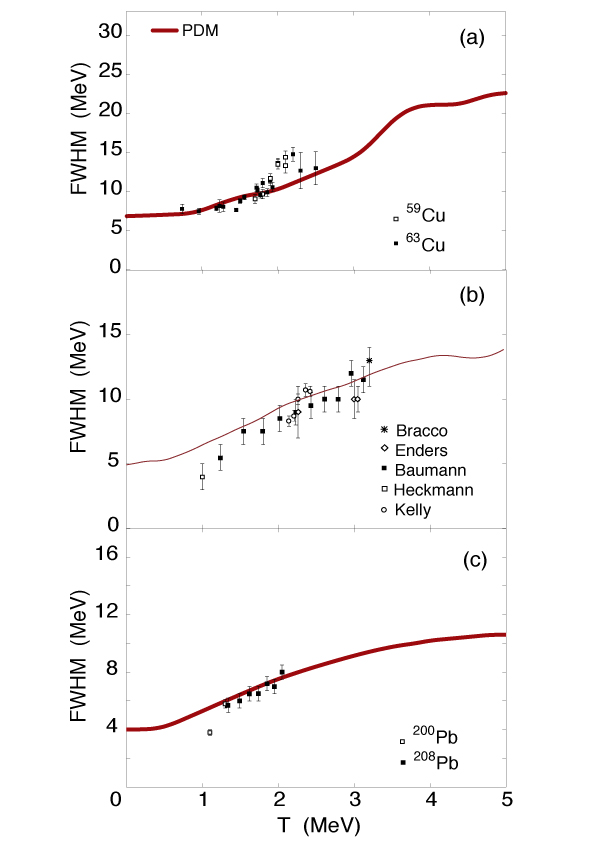 PDM
(a)
30
25
20
15
10
5
0
FWHM (MeV)
59Cu
63Cu
(b)
15
10
5
0
FWHM (MeV)
Bracco
Enders
Baumann
Heckmann
Kelly
(c)
16
12
8
4
0
FWHM (MeV)
200Pb
208Pb
1 2 3 4 5
T (MeV)